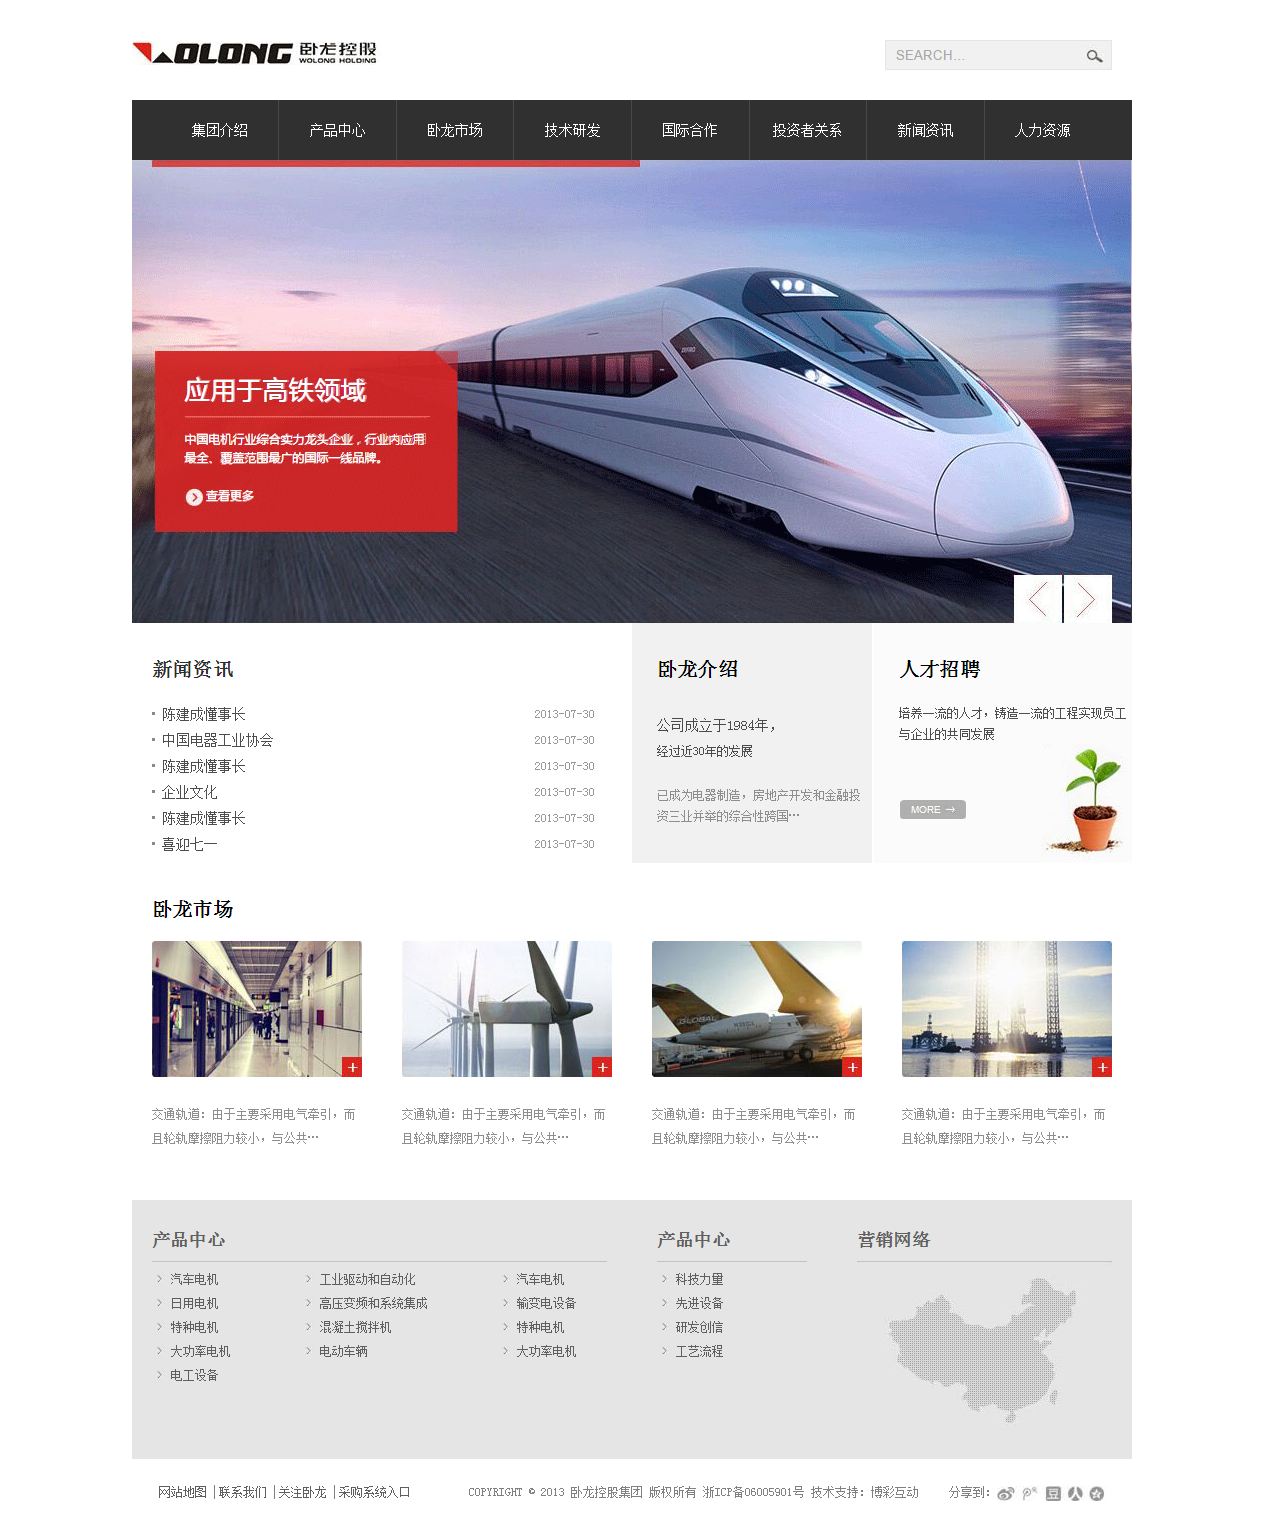 WOLONG 卧龙控股
WOLONG HOLDING
SEARCH...
集团介绍 产品中心 卧龙市场 技术研发 国际合作 投资者关系 新闻资讯 人力资源
应用于高铁领域
中国电机行业综合实力龙头企业，行业内应用
最全、覆盖范围最广的国际一线品牌。
查看更多
新闻资讯
陈建成懂事长 2013-07-30
中国电器工业协会 2013-07-30
陈建成懂事长 2013-07-30
企业文化 2013-07-30
陈建成懂事长 2013-07-30
喜迎七一 2013-07-30
卧龙介绍
公司成立于1984年，
经过近30年的发展
已成为电器制造，房地产开发和金融投
资三业并举的综合性跨国…
人才招聘
培养一流的人才，铸造一流的工程实现员工
与企业的共同发展
MORE →
卧龙市场
GLOBAL
交通轨道：由于主要采用电气牵引，而
且轮轨摩擦阻力较小，与公共…
交通轨道：由于主要采用电气牵引，而
且轮轨摩擦阻力较小，与公共…
交通轨道：由于主要采用电气牵引，而
且轮轨摩擦阻力较小，与公共…
交通轨道：由于主要采用电气牵引，而
且轮轨摩擦阻力较小，与公共…
产品中心
汽车电机
日用电机
特种电机
大功率电机
电工设备
工业驱动和自动化
高压变频和系统集成
混凝土搅拌机
电动车辆
汽车电机
输变电设备
特种电机
大功率电机
产品中心
科技力量
先进设备
研发创信
工艺流程
营销网络
网站地图 |联系我们 |关注卧龙 |采购系统入口
COPYRIGHT © 2013 卧龙控股集团 版权所有 浙ICP备06005901号 技术支持：博彩互动
分享到：